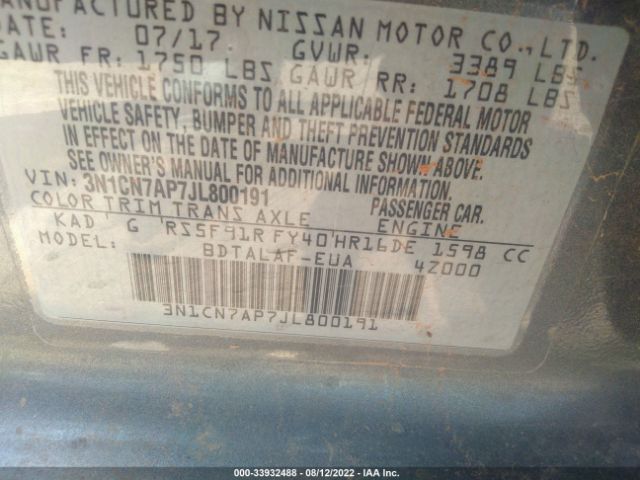 MANUFACTURED BY NISSAN MOTOR CO., LTD.
DATE: 07/17 GVWR: 3389 LBS
GAWR FR: 1750 LBS GAWR RR: 1708 LBS
THIS VEHICLE CONFORMS TO ALL APPLICABLE FEDERAL MOTOR
VEHICLE SAFETY, BUMPER AND THEFT PREVENTION STANDARDS
IN EFFECT ON THE DATE OF MANUFACTURE SHOWN ABOVE.
SEE OWNER'S MANUAL FOR ADDITIONAL INFORMATION.
VIN: 3N1CN7AP7JL800191 PASSENGER CAR.
COLOR TRIM TRANS AXLE ENGINE
KAD G RS5F91R FY40 HR16DE 1598 CC
MODEL: BDTALAF-EUA 4Z000
3N1CN7AP7JL800191
000-33932488 - 08/12/2022 - IAA Inc.